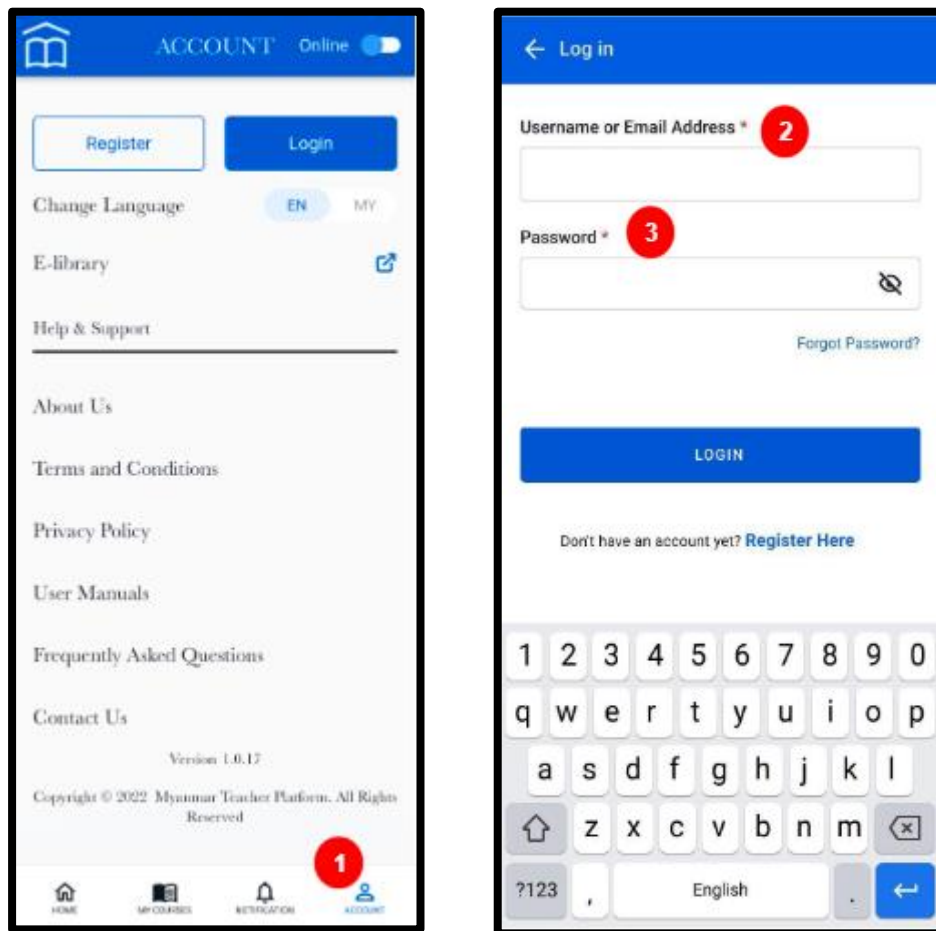 ACCOUNT Online
Register Login
Change Language EN MY
E-library
Help & Support
About Us
Terms and Conditions
Privacy Policy
User Manuals
Frequently Asked Questions
Contact Us
Version 1.0.17
Copyright © 2022 Myanmar Teacher Platform. All Rights
Reserved
1
HOME MY COURSES NOTIFICATION ACCOUNT
← Log in
Username or Email Address * 2
Password * 3
Forgot Password?
LOGIN
Don't have an account yet? Register Here
1 2 3 4 5 6 7 8 9 0
q w e r t y u i o p
a s d f g h j k l
z x c v b n m
?123 , English .